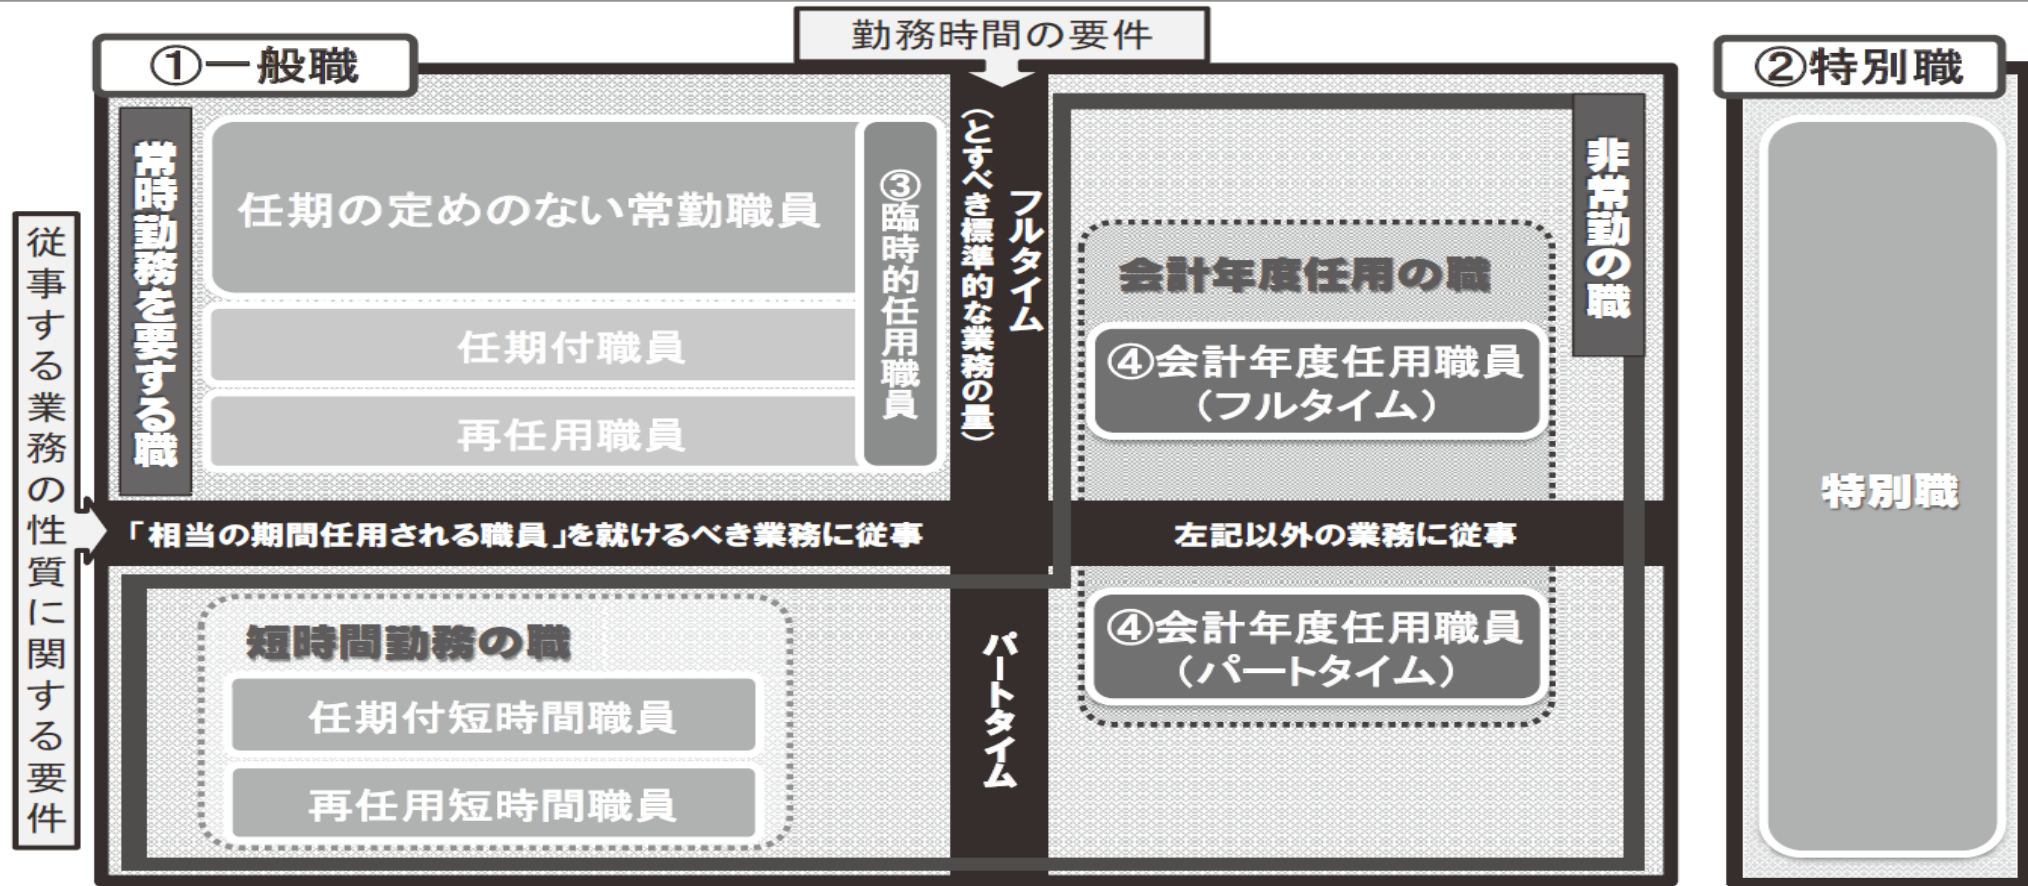 勤務時間の要件
①一般職
②特別職
従事する業務の性質に関する要件
常時勤務を要する職
任期の定めのない常勤職員
任期付職員
再任用職員
③臨時的任用職員
フルタイム
（とすべき標準的な業務の量）
会計年度任用の職
④会計年度任用職員
（フルタイム）
非常勤の職
「相当の期間任用される職員」を就けるべき業務に従事
左記以外の業務に従事
短時間勤務の職
任期付短時間職員
再任用短時間職員
パートタイム
④会計年度任用職員
（パートタイム）
特別職